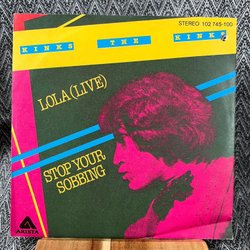 STEREO 102 745-100
KINKS THE KINKS
LOLA (LIVE)
STOP YOUR
SOBBING
ARISTA